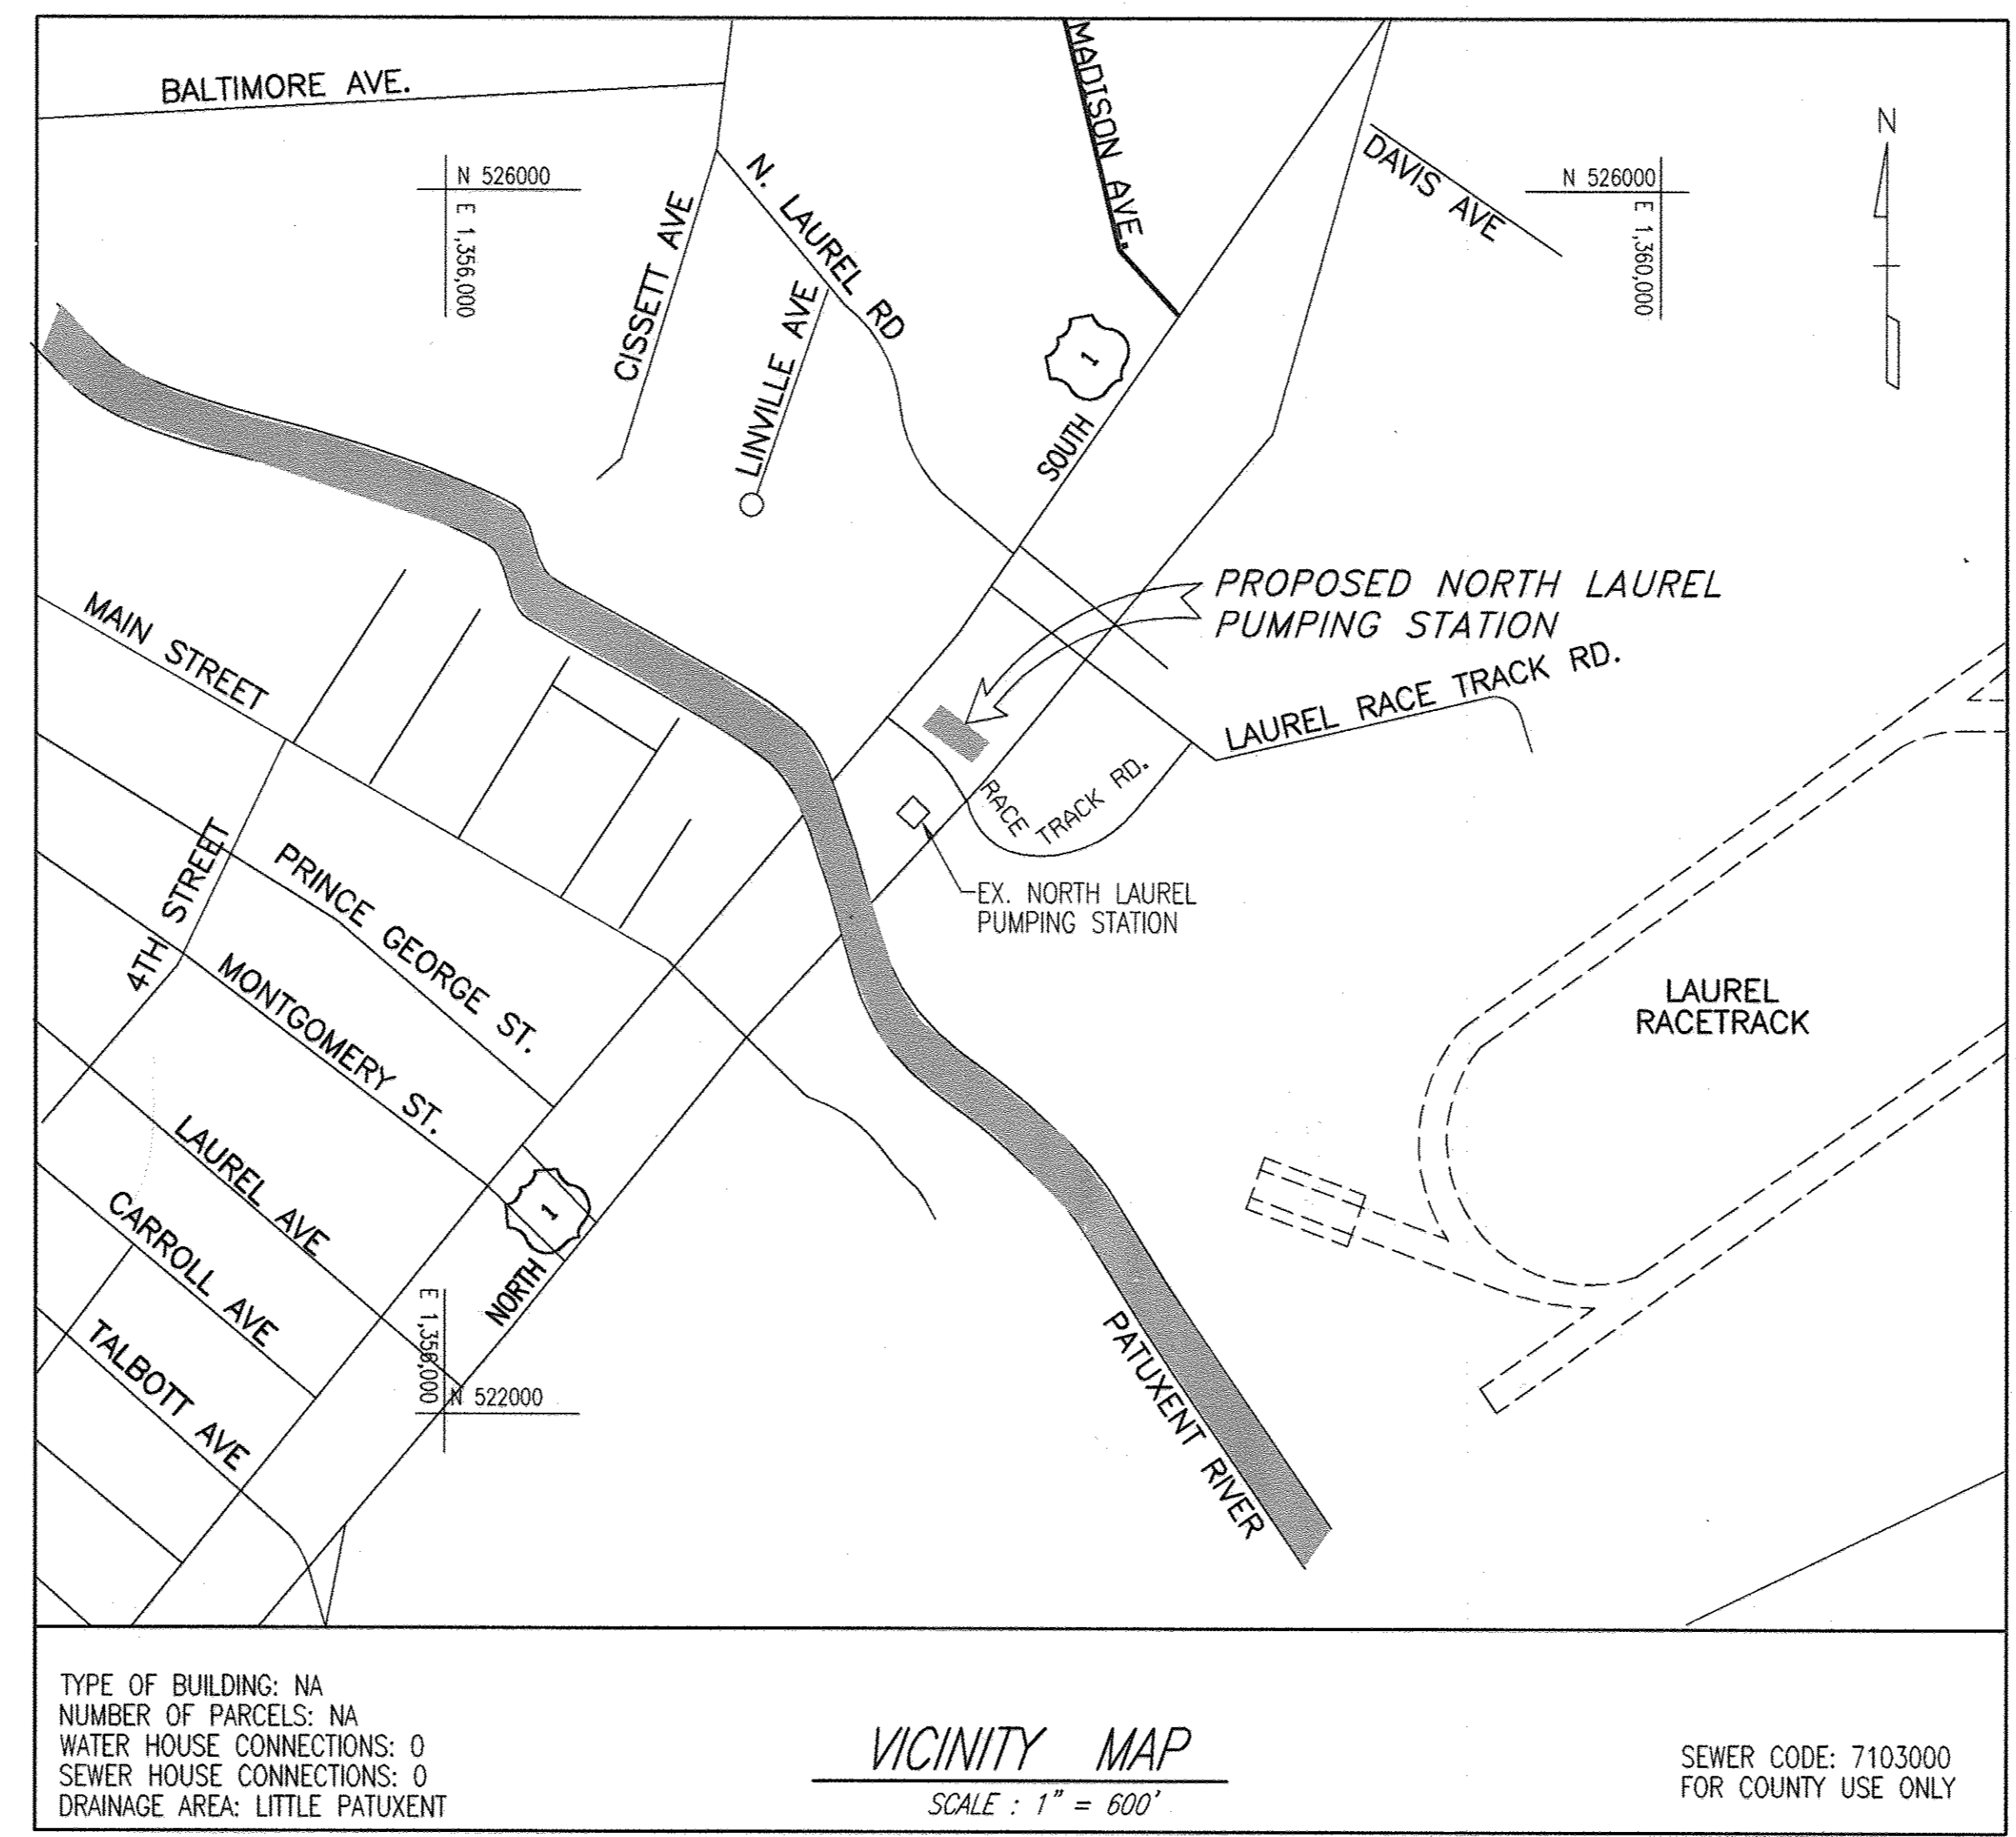 BALTIMORE AVE.
MADISON AVE.
N
DAVIS AVE
N 526000
E 1,356,000
N 526000
E 1,360,000
N. LAUREL RD
CISSETT AVE
LINVILLE AVE
1
SOUTH
PROPOSED NORTH LAUREL
PUMPING STATION
MAIN STREET
LAUREL RACE TRACK RD.
RACE TRACK RD.
4TH STREET
PRINCE GEORGE ST.
EX. NORTH LAUREL
PUMPING STATION
MONTGOMERY ST.
LAUREL
RACETRACK
LAUREL AVE
CARROLL AVE
1
NORTH
TALBOTT AVE
E 1,356,000
N 522000
PATUXENT RIVER
TYPE OF BUILDING: NA
NUMBER OF PARCELS: NA
WATER HOUSE CONNECTIONS: 0
SEWER HOUSE CONNECTIONS: 0
DRAINAGE AREA: LITTLE PATUXENT
VICINITY MAP
SCALE : 1" = 600'
SEWER CODE: 7103000
FOR COUNTY USE ONLY